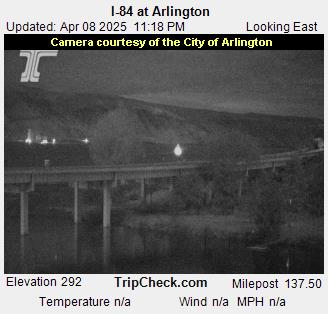 I-84 at Arlington
Updated: Apr 08 2025 11:18 PM Looking East
Camera courtesy of the City of Arlington
Elevation 292 TripCheck.com Milepost 137.50
Temperature n/a Wind n/a MPH n/a